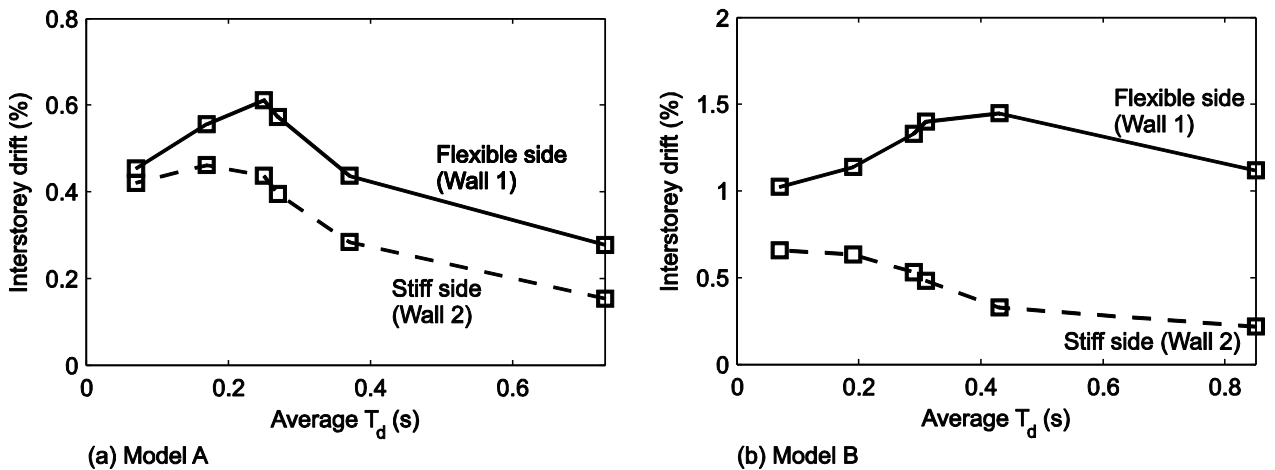 0.8
0.6
0.4
0.2
0
Interstorey drift (%)
Flexible side
(Wall 1)
Stiff side
(Wall 2)
0 0.2 0.4 0.6
Average T_d (s)
(a) Model A
2
1.5
1
0.5
0
Interstorey drift (%)
Flexible side
(Wall 1)
Stiff side (Wall 2)
0 0.2 0.4 0.6 0.8
Average T_d (s)
(b) Model B